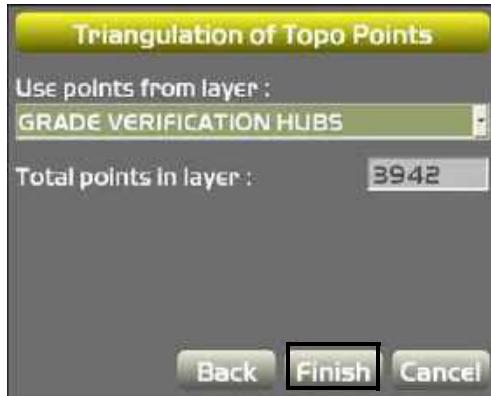 Triangulation of Topo Points
Use points from layer :
GRADE VERIFICATION HUBS
Total points in layer : 3942
Back Finish Cancel